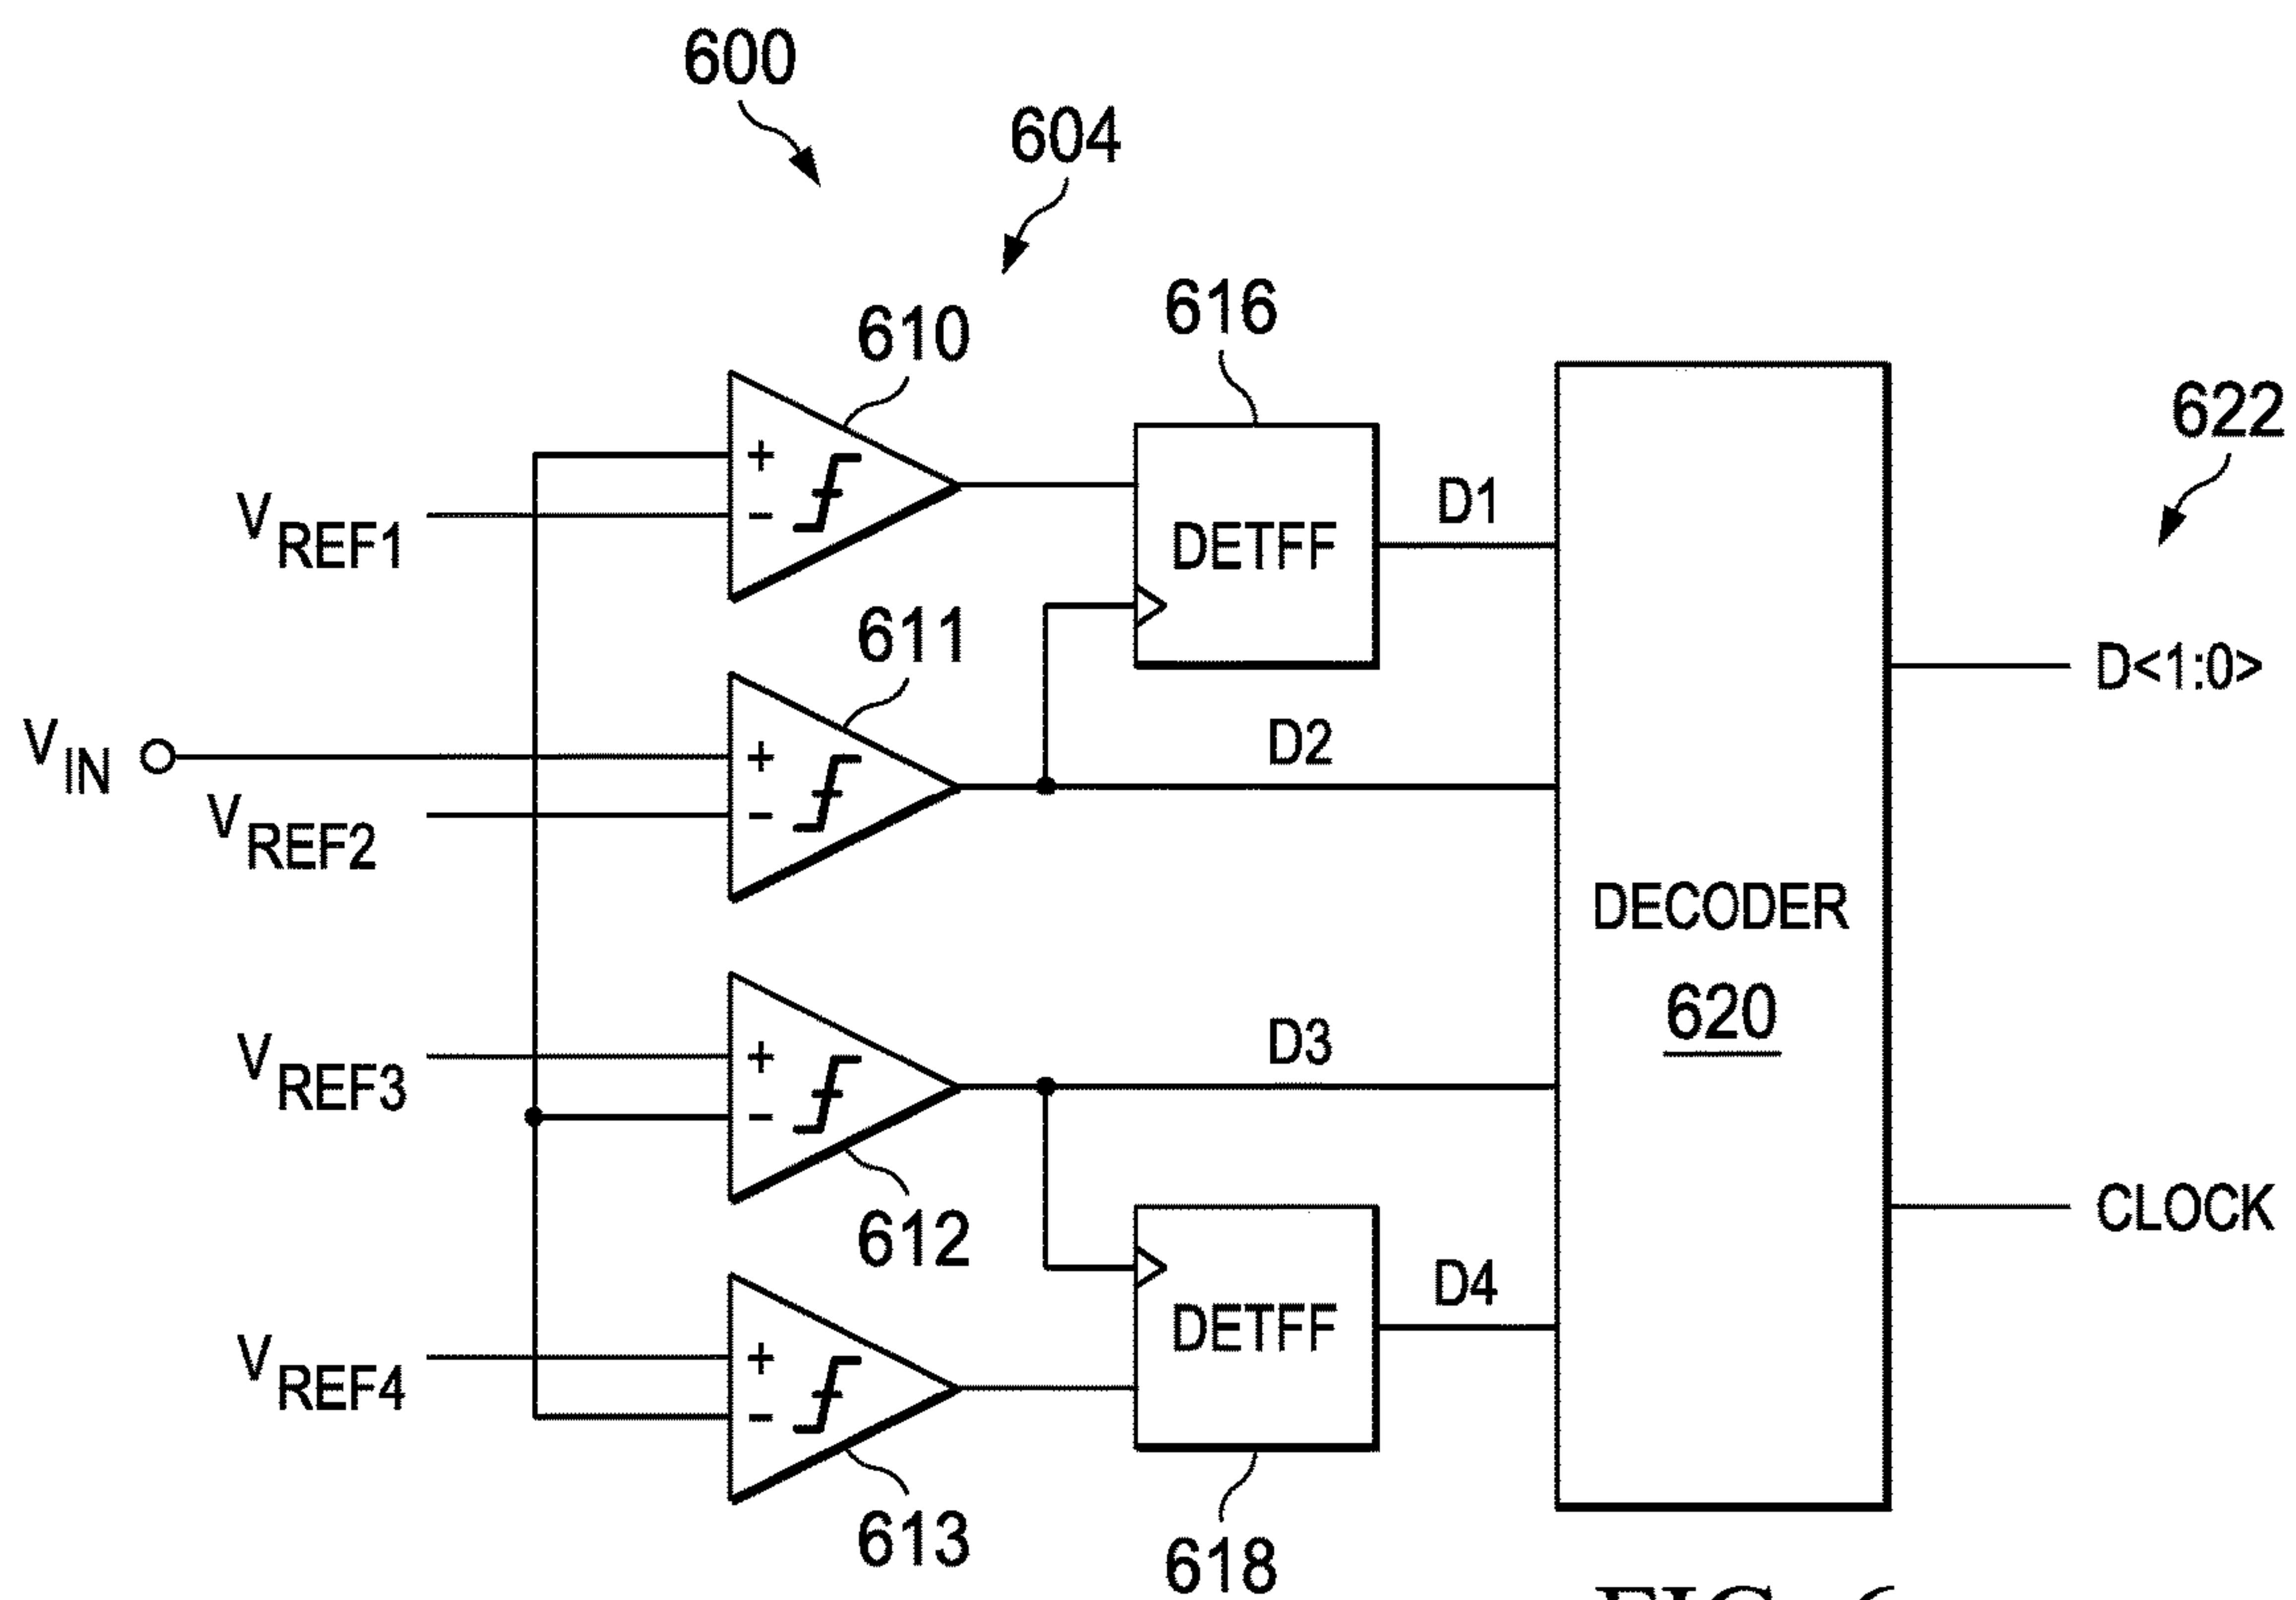 600
604
610
616
622
VREF1
+
-
DETFF
D1
611
D<1:0>
VIN
+
-
D2
VREF2
DECODER
620
VREF3
+
-
D3
612
CLOCK
VREF4
+
-
DETFF
D4
613
618